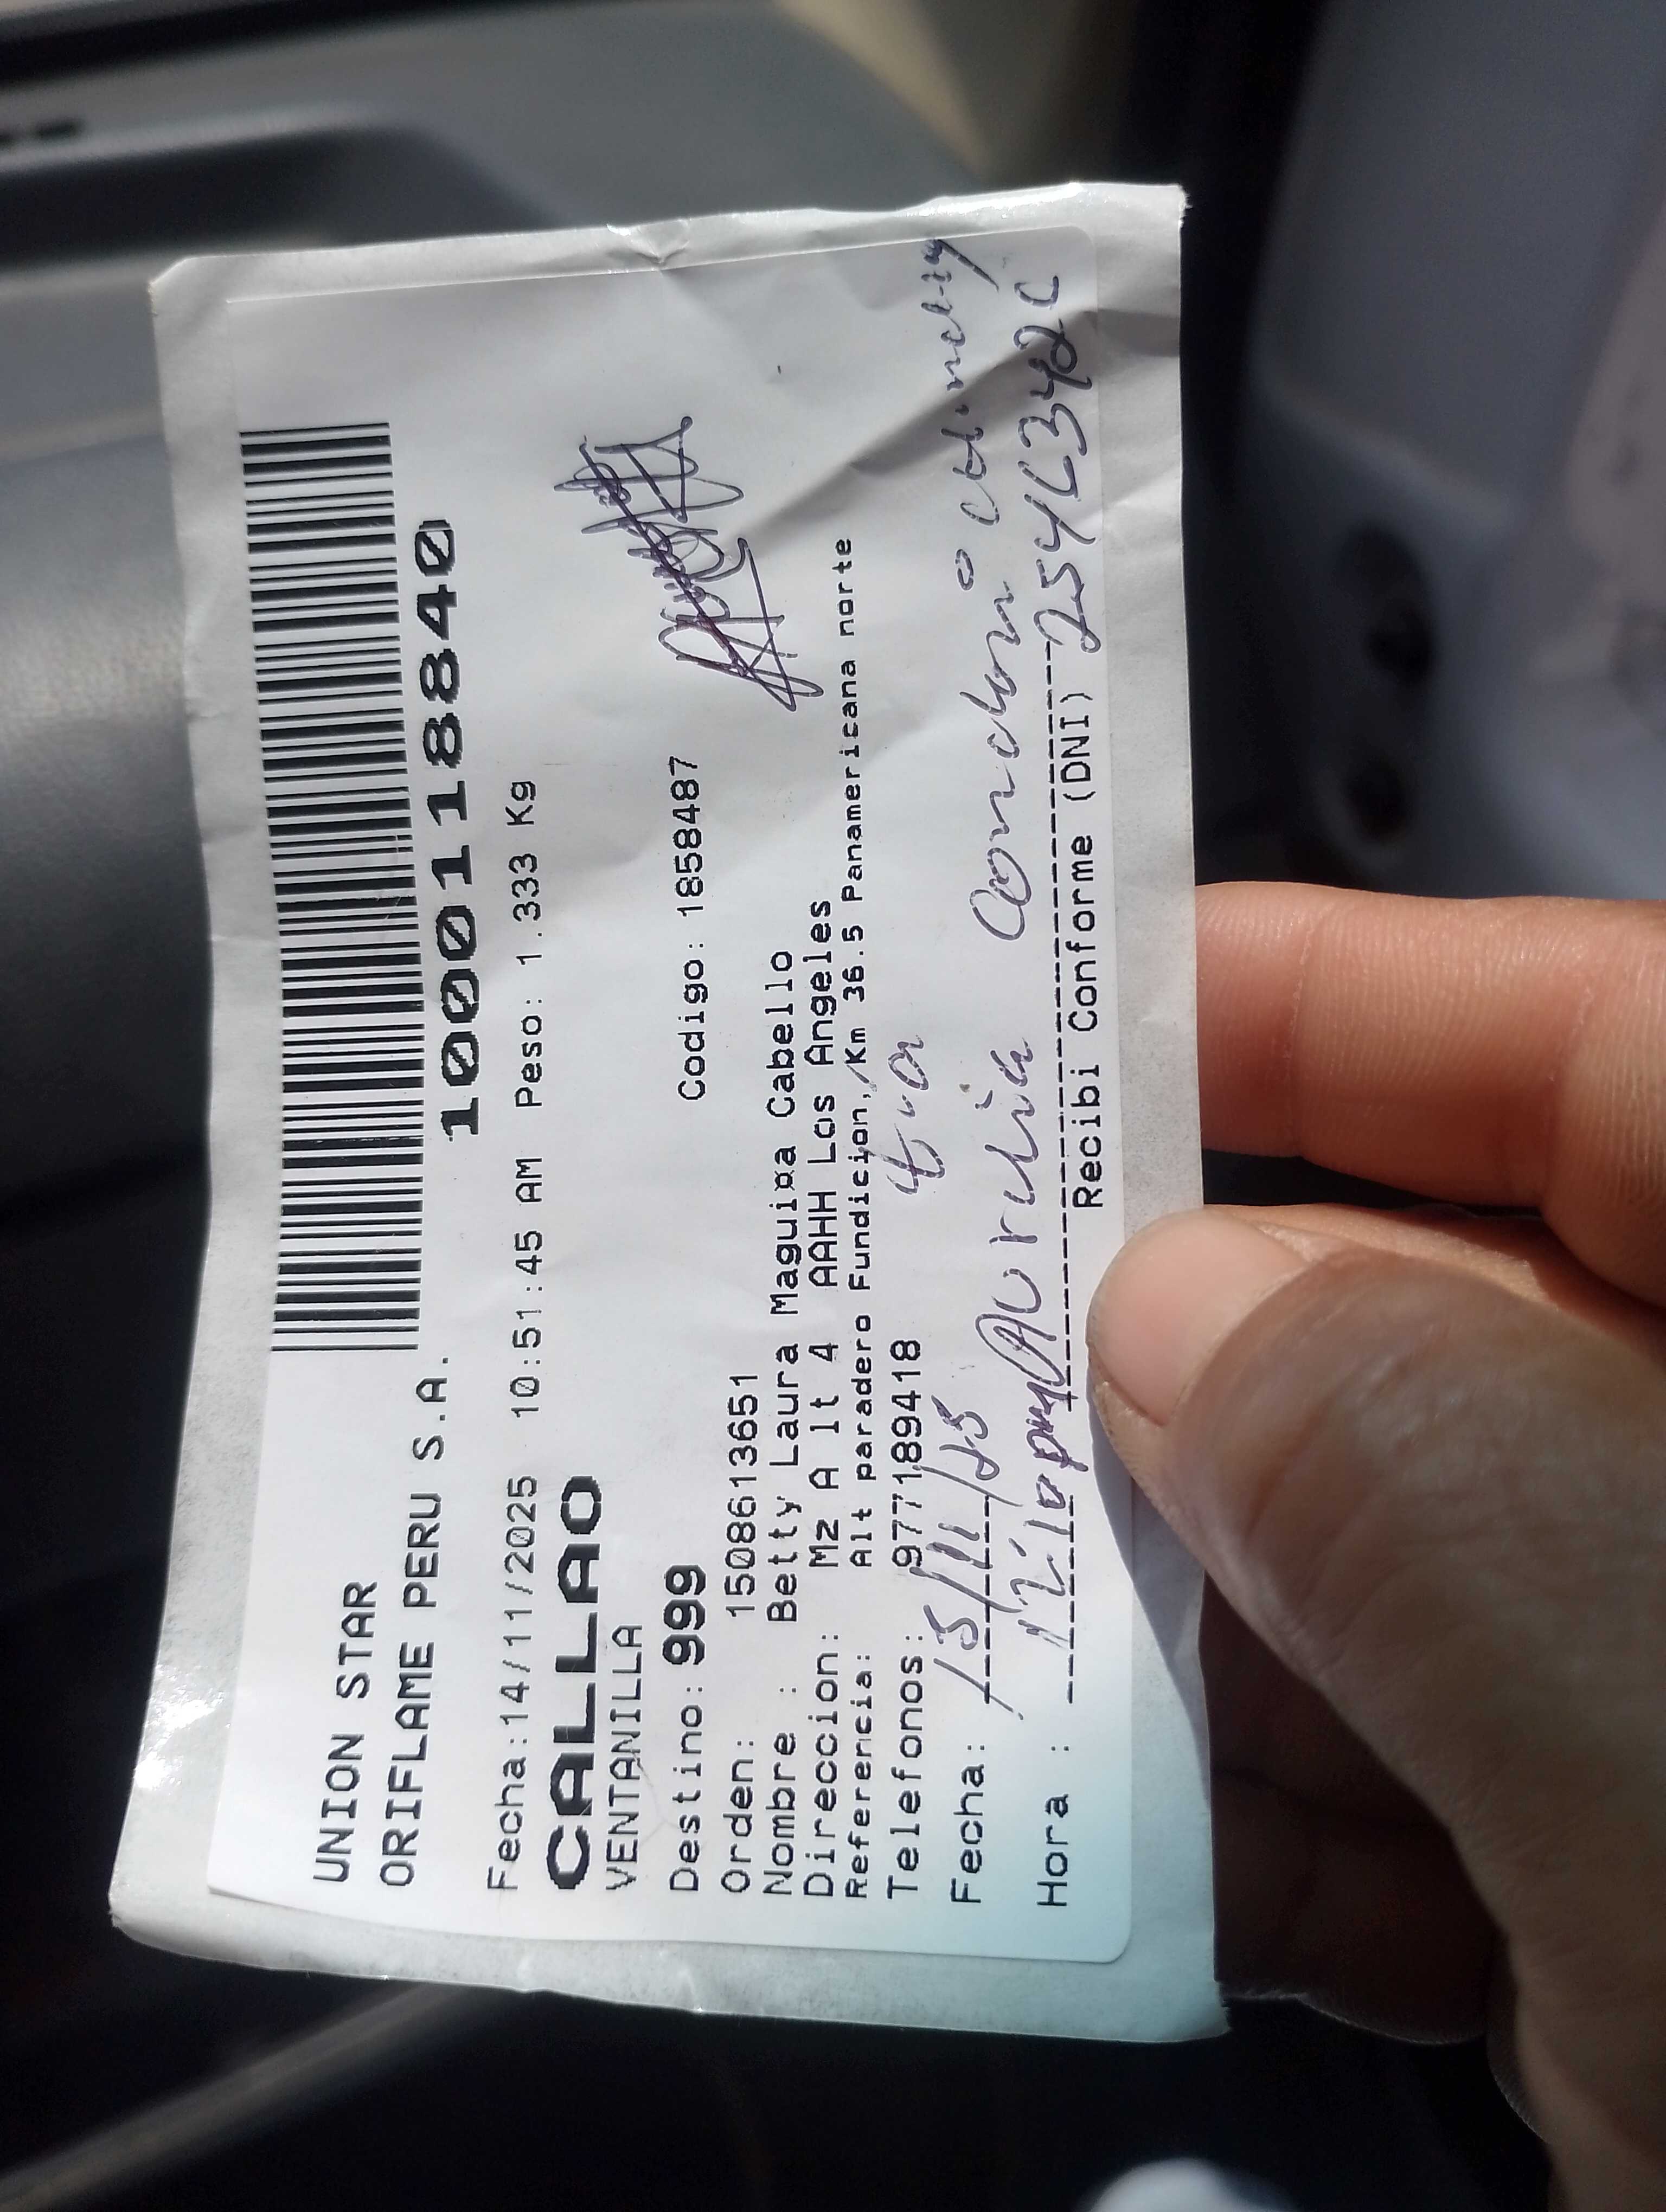 UNION STAR
ORIFLAME PERU S.A.
100118840
Fecha:14/11/2025 10:51:45 AM Peso: 1.333 Kg
CALLAO
VENTANILLA
Destino: 999 Codigo: 1858487
Orden: 1508613651
Nombre : Betty Laura Magui¤a Cabello
Direccion: Mz A lt 4 AAHH Los Angeles
Referencia: Alt paradero Fundicion, Km 36.5 Panamericana norte
Telefonos: 977189418
Fecha: 15/11/25 Condori
Hora : 12:10 pm
Recibi Conforme (DNI)